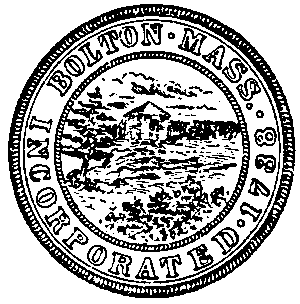 BOLTON · MASS.
INCORPORATED · 1738